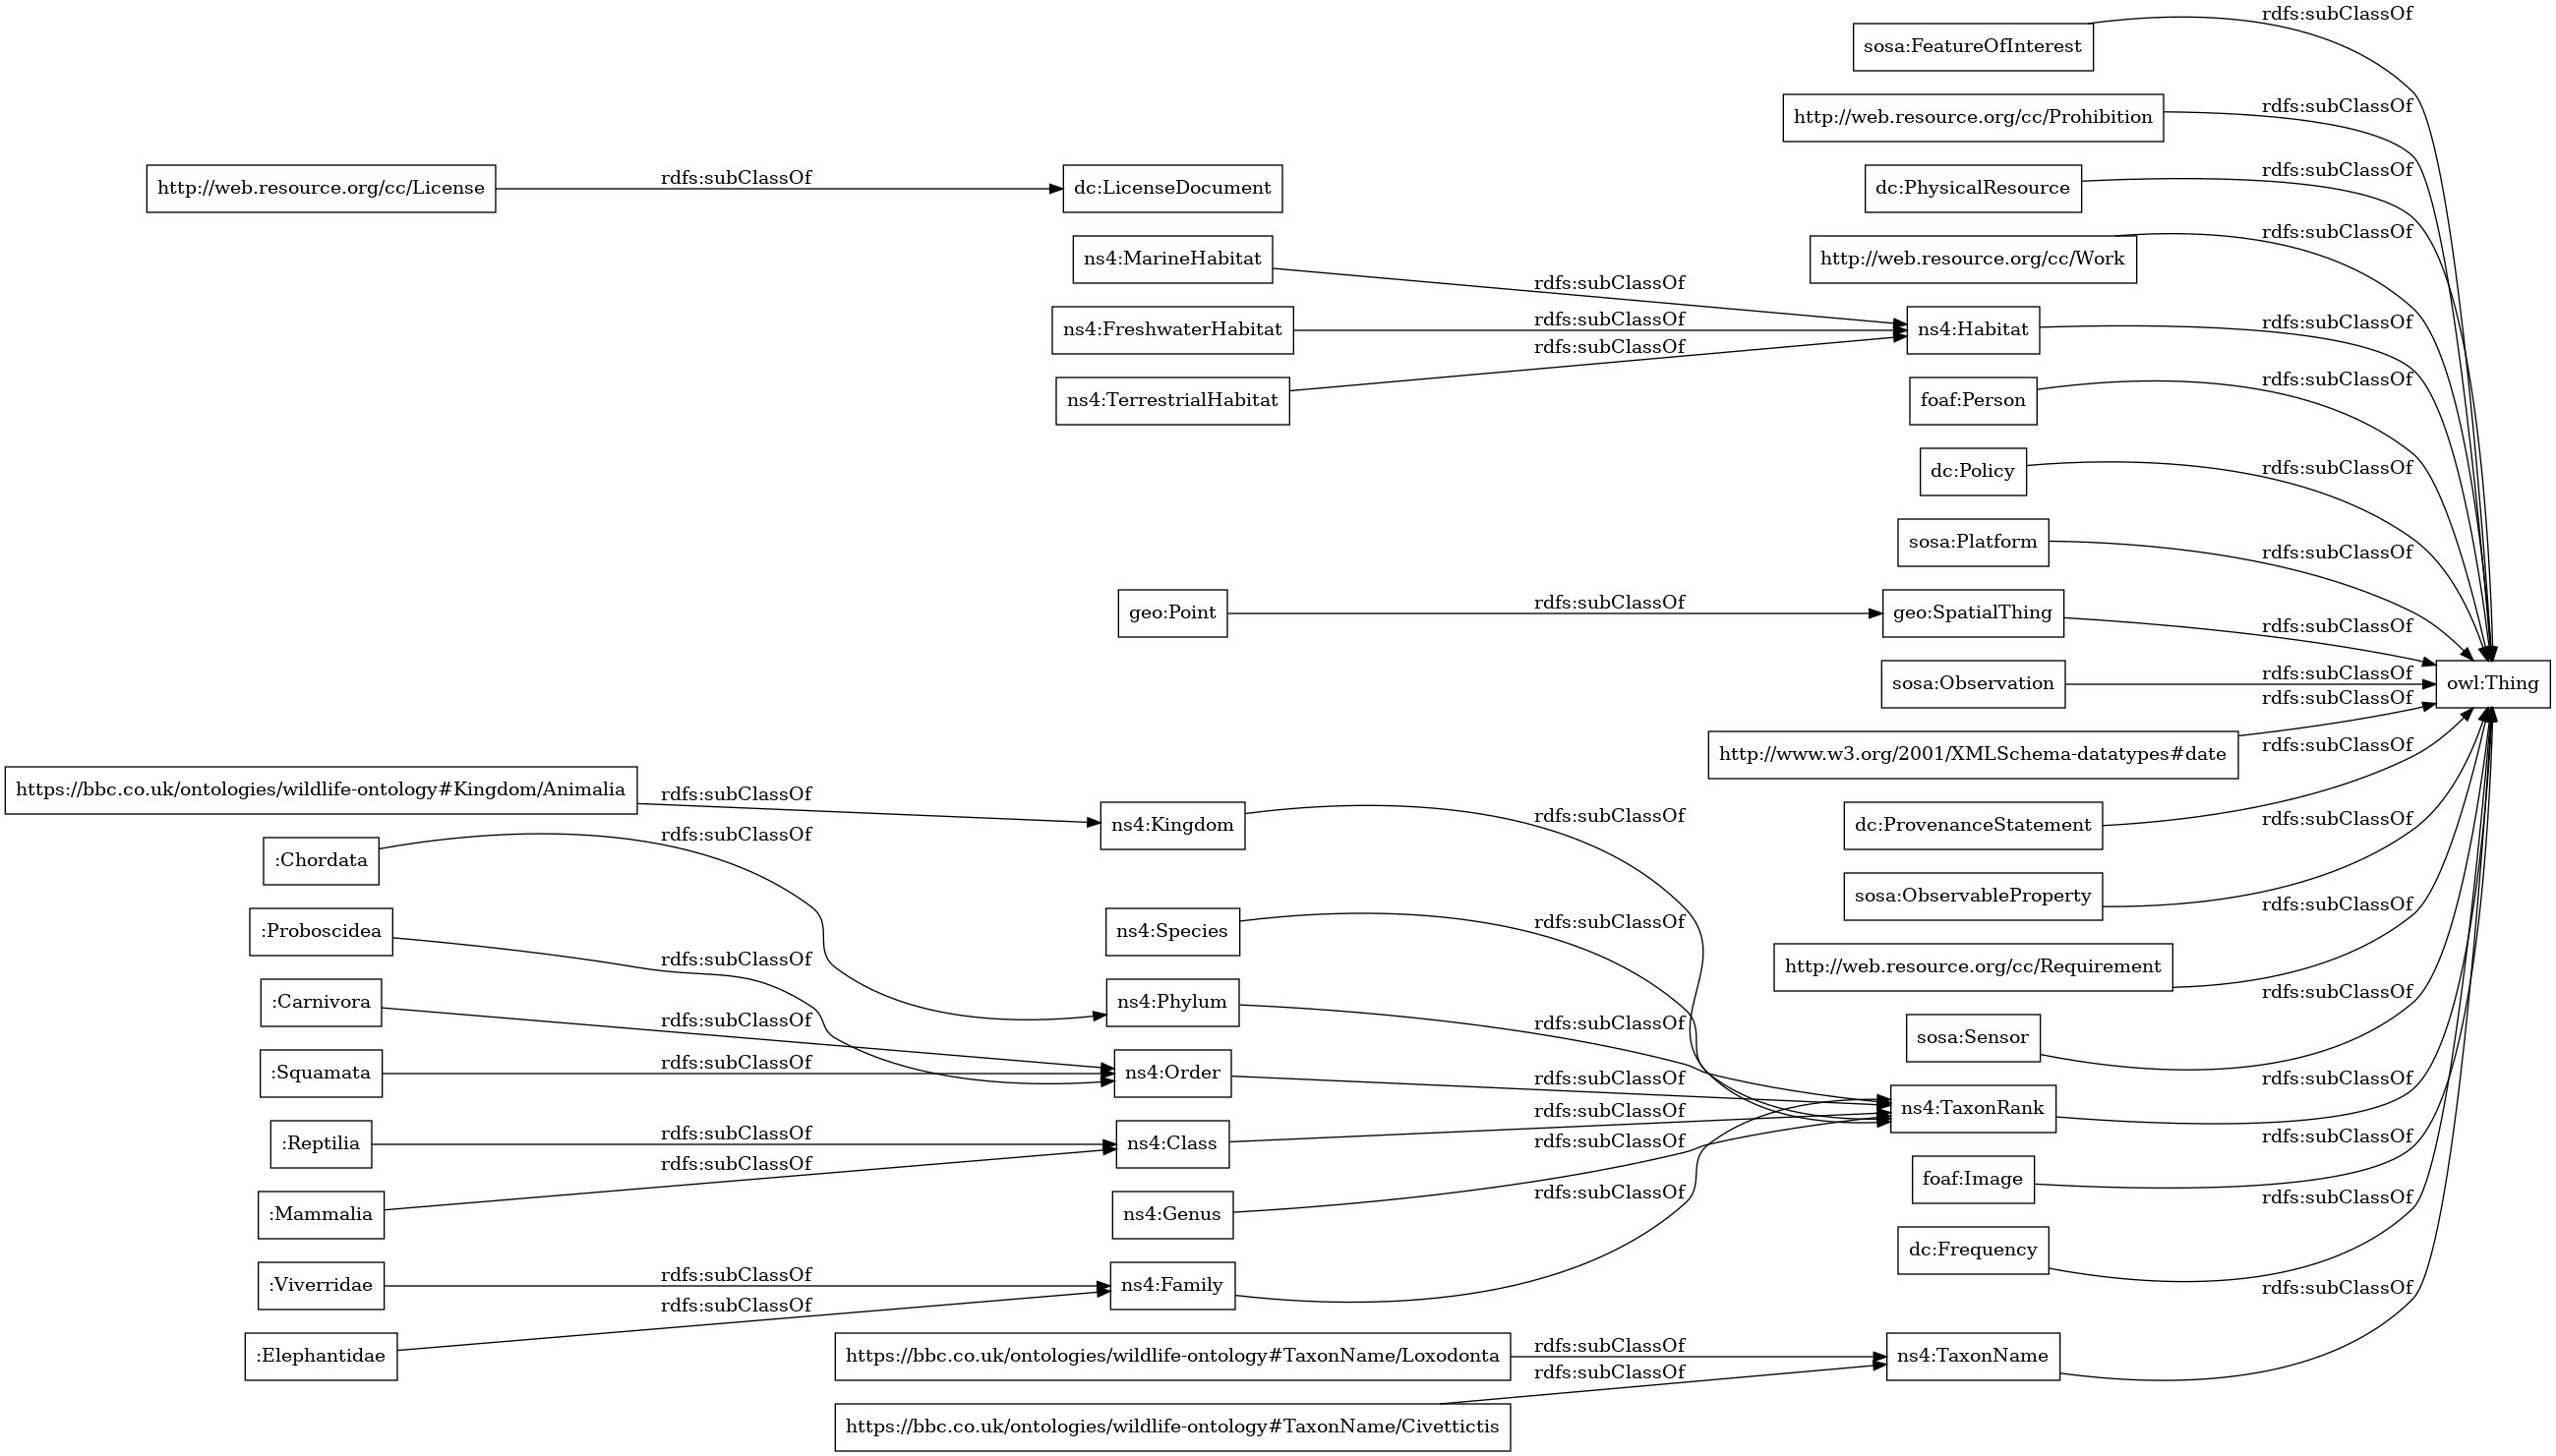 sosa:FeatureOfInterest
rdfs:subClassOf
http://web.resource.org/cc/Prohibition
rdfs:subClassOf
http://web.resource.org/cc/License
rdfs:subClassOf
dc:LicenseDocument
dc:PhysicalResource
rdfs:subClassOf
ns4:MarineHabitat
rdfs:subClassOf
http://web.resource.org/cc/Work
rdfs:subClassOf
ns4:FreshwaterHabitat
rdfs:subClassOf
ns4:Habitat
rdfs:subClassOf
ns4:TerrestrialHabitat
rdfs:subClassOf
foaf:Person
rdfs:subClassOf
dc:Policy
rdfs:subClassOf
sosa:Platform
rdfs:subClassOf
geo:Point
rdfs:subClassOf
geo:SpatialThing
rdfs:subClassOf
sosa:Observation
rdfs:subClassOf
owl:Thing
http://www.w3.org/2001/XMLSchema-datatypes#date
rdfs:subClassOf
https://bbc.co.uk/ontologies/wildlife-ontology#Kingdom/Animalia
rdfs:subClassOf
ns4:Kingdom
rdfs:subClassOf
dc:ProvenanceStatement
rdfs:subClassOf
:Chordata
rdfs:subClassOf
sosa:ObservableProperty
rdfs:subClassOf
:Proboscidea
rdfs:subClassOf
ns4:Species
rdfs:subClassOf
http://web.resource.org/cc/Requirement
rdfs:subClassOf
:Carnivora
rdfs:subClassOf
ns4:Phylum
rdfs:subClassOf
sosa:Sensor
rdfs:subClassOf
:Squamata
rdfs:subClassOf
ns4:Order
rdfs:subClassOf
ns4:TaxonRank
rdfs:subClassOf
:Reptilia
rdfs:subClassOf
ns4:Class
rdfs:subClassOf
foaf:Image
rdfs:subClassOf
:Mammalia
rdfs:subClassOf
ns4:Genus
rdfs:subClassOf
dc:Frequency
rdfs:subClassOf
:Viverridae
rdfs:subClassOf
ns4:Family
rdfs:subClassOf
:Elephantidae
rdfs:subClassOf
https://bbc.co.uk/ontologies/wildlife-ontology#TaxonName/Loxodonta
rdfs:subClassOf
ns4:TaxonName
rdfs:subClassOf
https://bbc.co.uk/ontologies/wildlife-ontology#TaxonName/Civettictis
rdfs:subClassOf